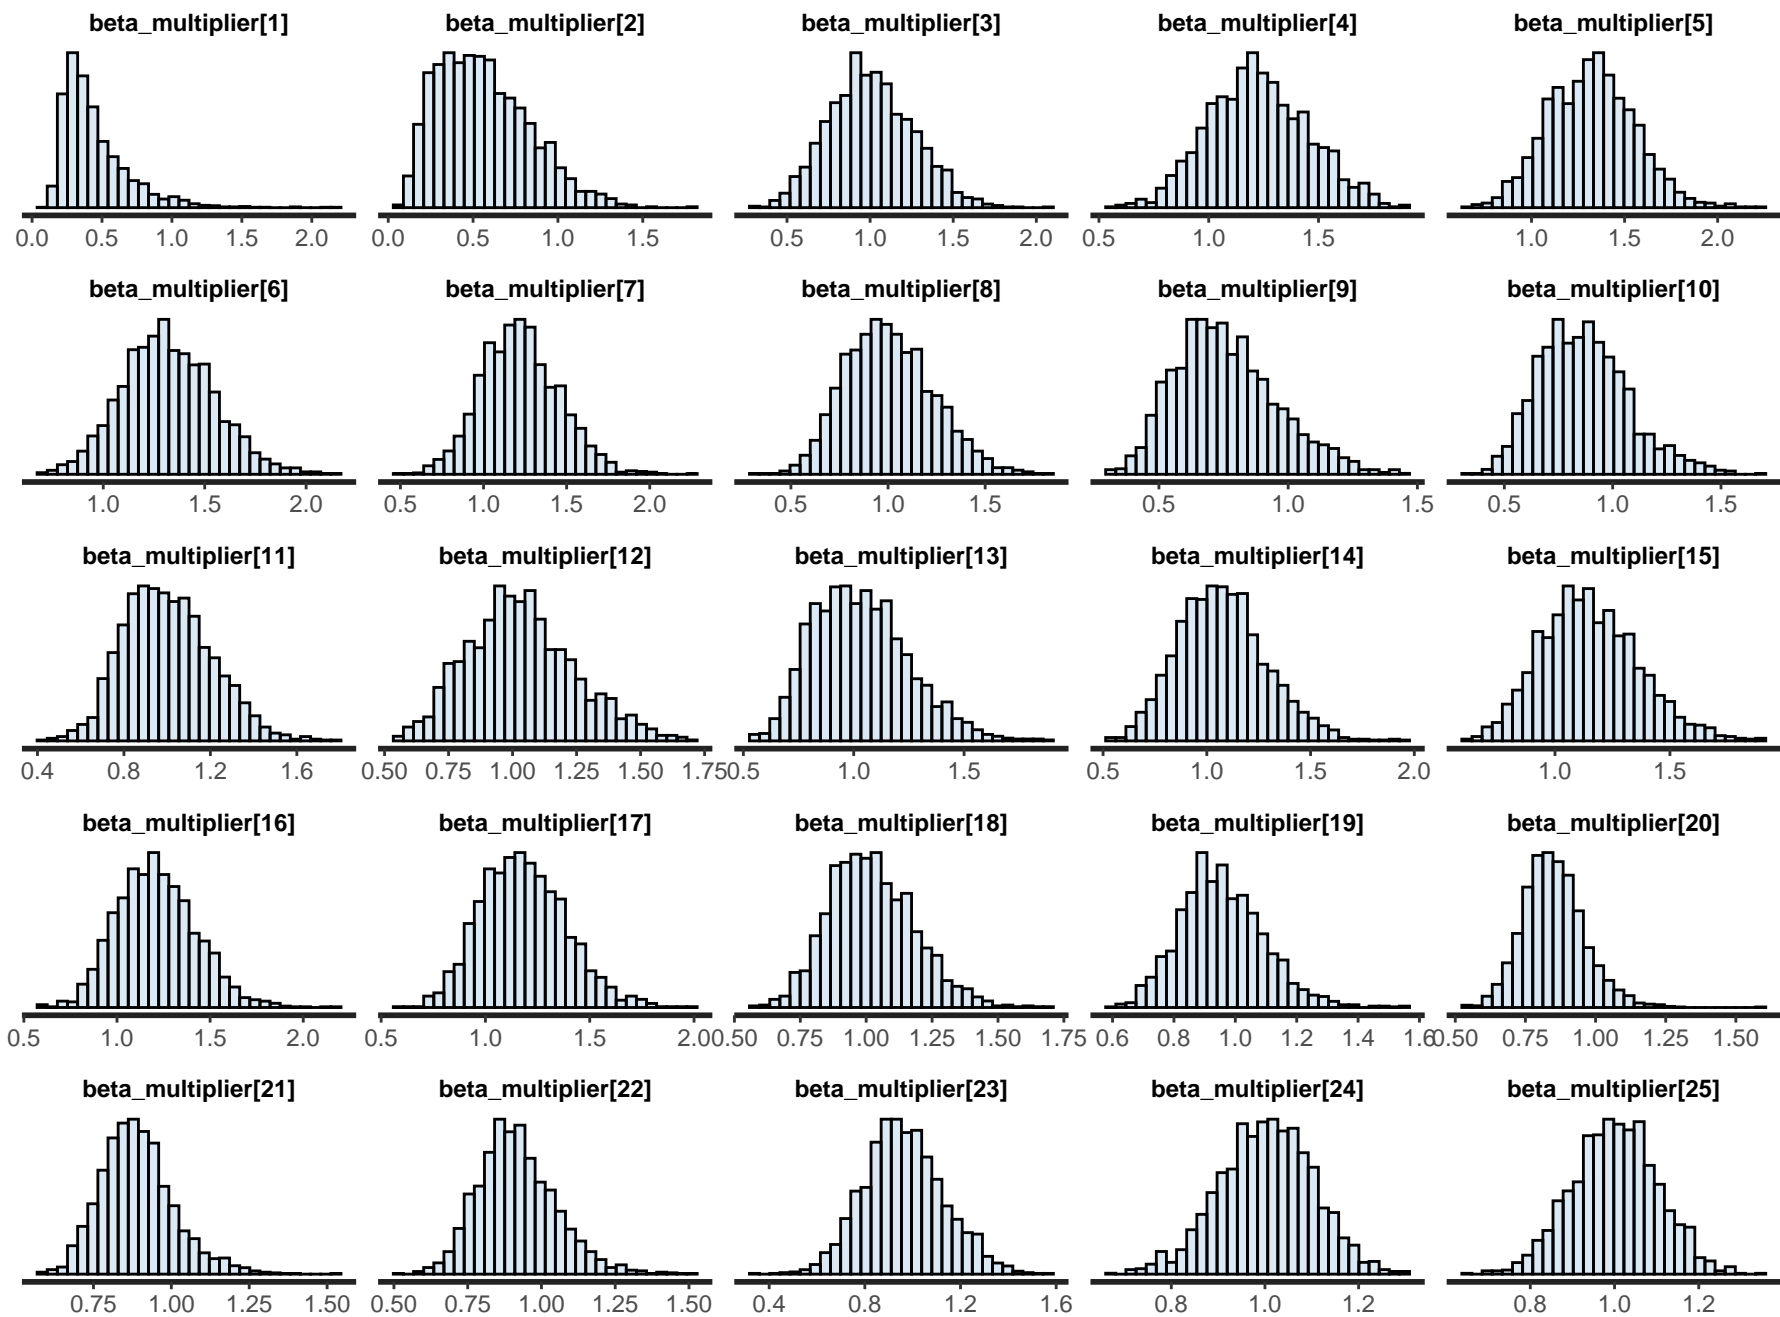 beta_multiplier[1] beta_multiplier[2] beta_multiplier[3] beta_multiplier[4] beta_multiplier[5]
0.0 0.5 1.0 1.5 2.0 0.0 0.5 1.0 1.5 0.5 1.0 1.5 2.0 0.5 1.0 1.5 1.0 1.5 2.0
beta_multiplier[6] beta_multiplier[7] beta_multiplier[8] beta_multiplier[9] beta_multiplier[10]
1.0 1.5 2.0 0.5 1.0 1.5 2.0 0.5 1.0 1.5 0.5 1.0 1.5 0.5 1.0 1.5
beta_multiplier[11] beta_multiplier[12] beta_multiplier[13] beta_multiplier[14] beta_multiplier[15]
0.4 0.8 1.2 1.6 0.50 0.75 1.00 1.25 1.50 1.75 0.5 1.0 1.5 0.5 1.0 1.5 2.0 1.0 1.5
beta_multiplier[16] beta_multiplier[17] beta_multiplier[18] beta_multiplier[19] beta_multiplier[20]
0.5 1.0 1.5 2.0 0.5 1.0 1.5 2.0 0.50 0.75 1.00 1.25 1.50 1.75 0.6 0.8 1.0 1.2 1.4 1.6 0.50 0.75 1.00 1.25 1.50
beta_multiplier[21] beta_multiplier[22] beta_multiplier[23] beta_multiplier[24] beta_multiplier[25]
0.75 1.00 1.25 1.50 0.50 0.75 1.00 1.25 1.50 0.4 0.8 1.2 1.6 0.8 1.0 1.2 0.8 1.0 1.2